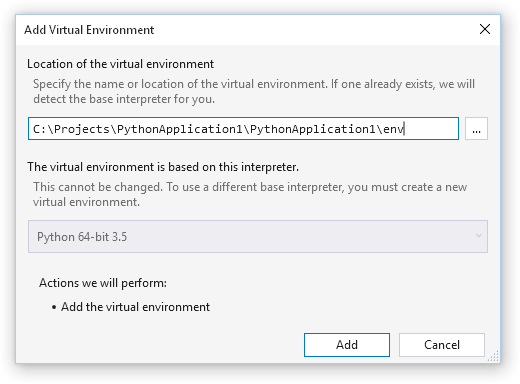 Add Virtual Environment
Location of the virtual environment
Specify the name or location of the virtual environment. If one already exists, we will
detect the base interpreter for you.
C:\Projects\PythonApplication1\PythonApplication1\env
...
The virtual environment is based on this interpreter.
This cannot be changed. To use a different base interpreter, you must create a new
virtual environment.
Python 64-bit 3.5
Actions we will perform:
• Add the virtual environment
Add
Cancel